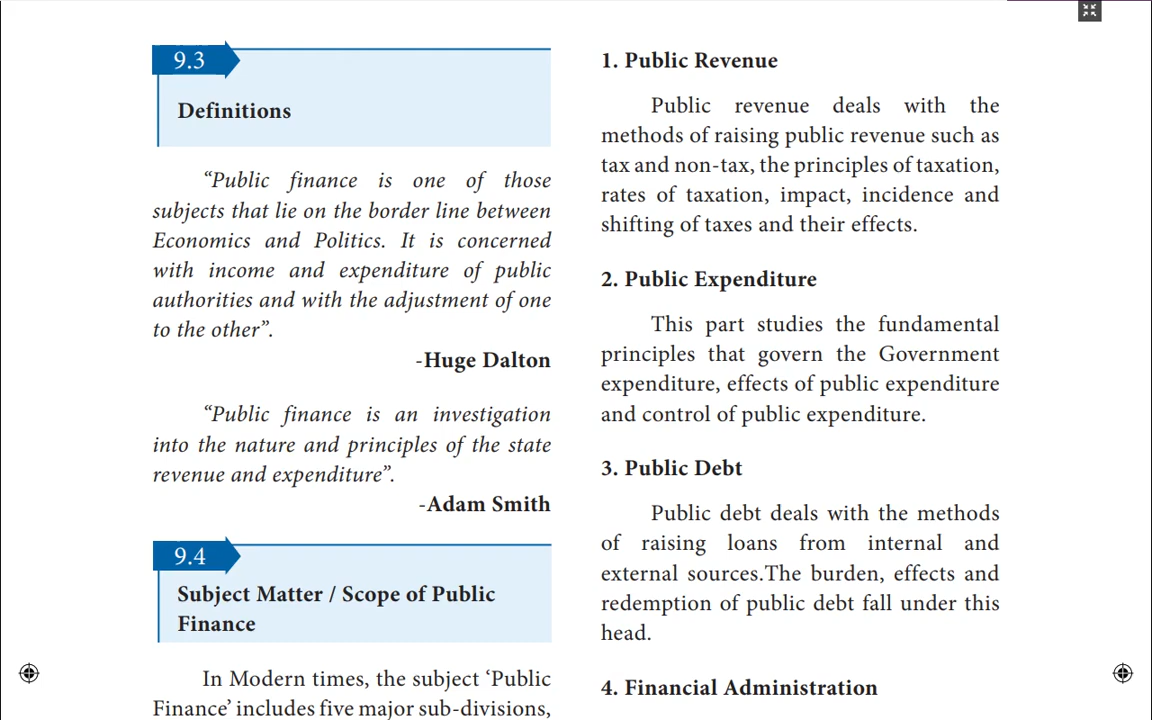 9.3
Definitions
“Public finance is one of those
subjects that lie on the border line between
Economics and Politics. It is concerned
with income and expenditure of public
authorities and with the adjustment of one
to the other”.
-Huge Dalton
“Public finance is an investigation
into the nature and principles of the state
revenue and expenditure”.
-Adam Smith
9.4
Subject Matter / Scope of Public
Finance
In Modern times, the subject ‘Public
Finance’ includes five major sub-divisions,
1. Public Revenue
Public revenue deals with the
methods of raising public revenue such as
tax and non-tax, the principles of taxation,
rates of taxation, impact, incidence and
shifting of taxes and their effects.
2. Public Expenditure
This part studies the fundamental
principles that govern the Government
expenditure, effects of public expenditure
and control of public expenditure.
3. Public Debt
Public debt deals with the methods
of raising loans from internal and
external sources.The burden, effects and
redemption of public debt fall under this
head.
4. Financial Administration